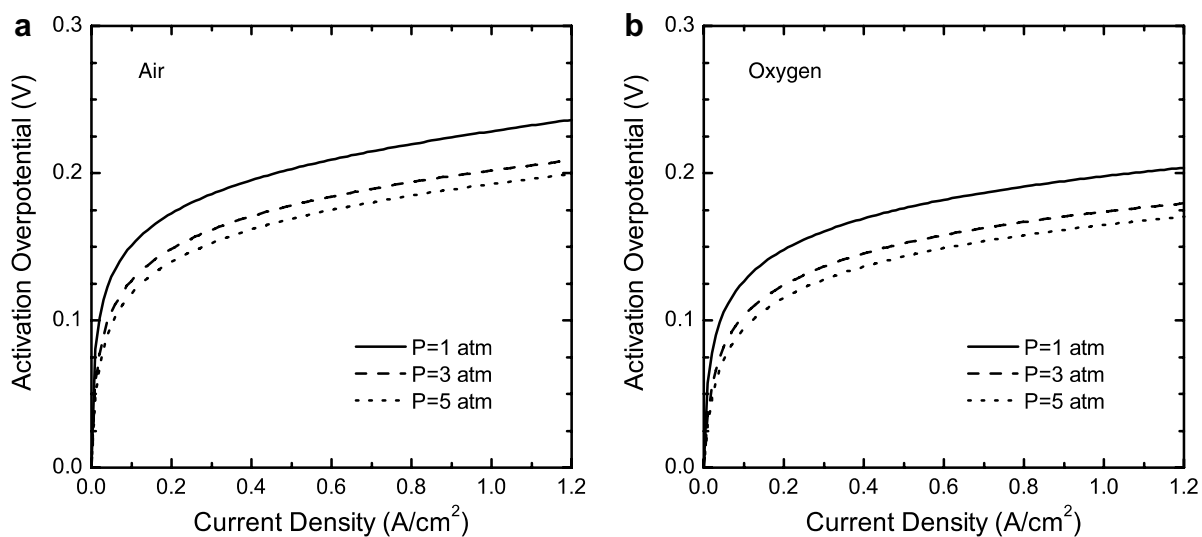 a
Air
Activation Overpotential (V)
0.3
0.2
0.1
0.0
P=1 atm
P=3 atm
P=5 atm
0.0 0.2 0.4 0.6 0.8 1.0 1.2
Current Density (A/cm²)
b
Oxygen
Activation Overpotential (V)
0.3
0.2
0.1
0.0
P=1 atm
P=3 atm
P=5 atm
0.0 0.2 0.4 0.6 0.8 1.0 1.2
Current Density (A/cm²)